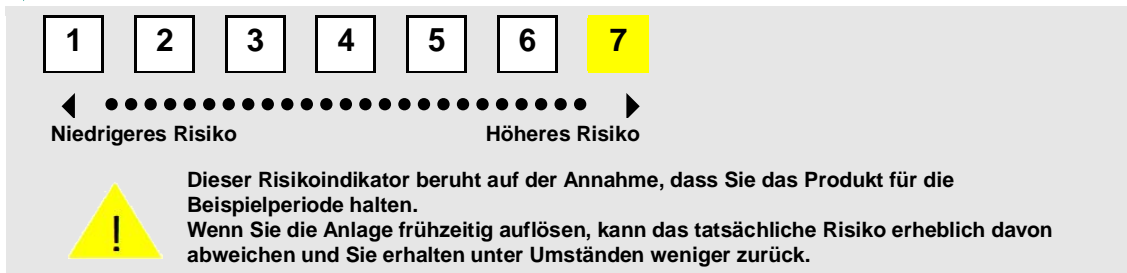 1 2 3 4 5 6 7
Niedrigeres Risiko Höheres Risiko
!
Dieser Risikoindikator beruht auf der Annahme, dass Sie das Produkt für die
Beispielperiode halten.
Wenn Sie die Anlage frühzeitig auflösen, kann das tatsächliche Risiko erheblich davon
abweichen und Sie erhalten unter Umständen weniger zurück.